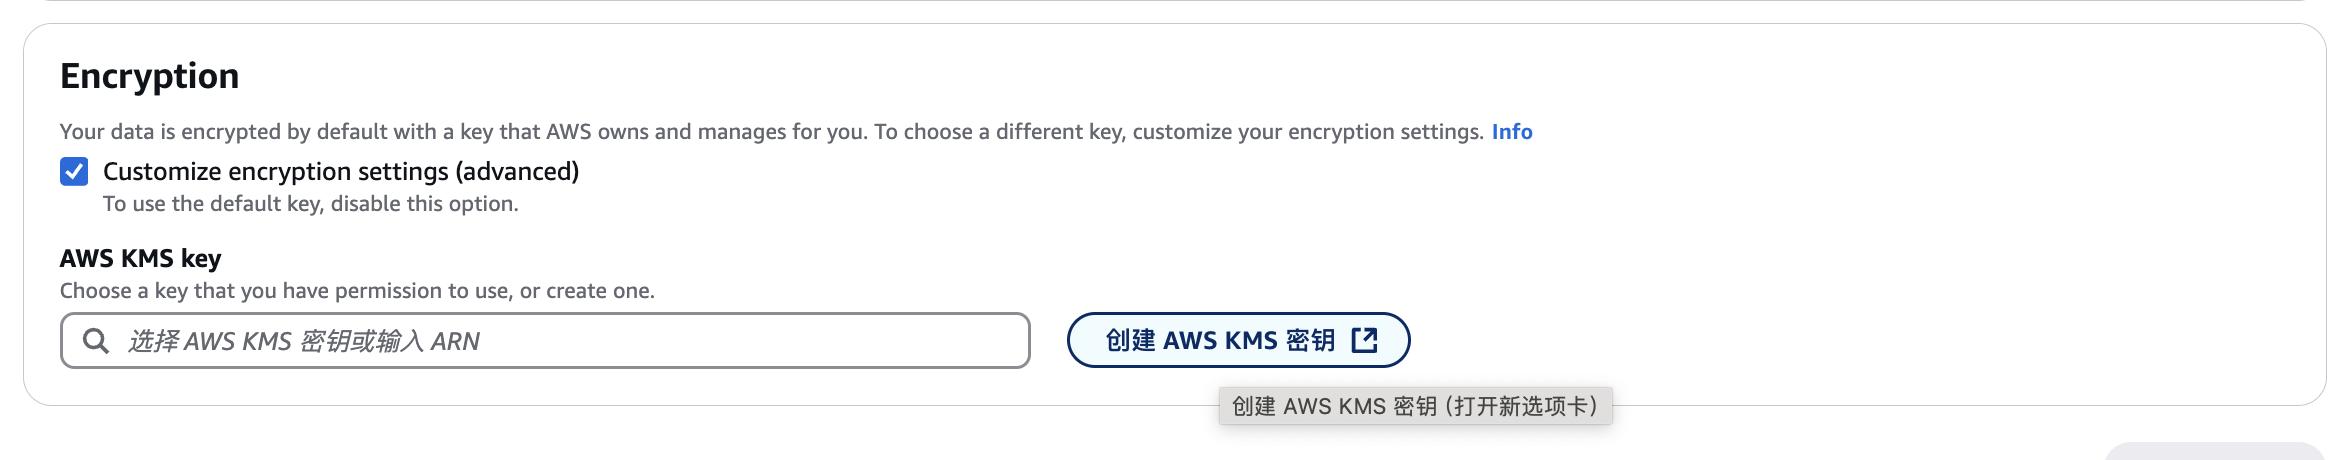 Encryption
Your data is encrypted by default with a key that AWS owns and manages for you. To choose a different key, customize your encryption settings. Info
Customize encryption settings (advanced)
To use the default key, disable this option.
AWS KMS key
Choose a key that you have permission to use, or create one.
选择 AWS KMS 密钥或输入 ARN
创建 AWS KMS 密钥
创建 AWS KMS 密钥 (打开新选项卡)